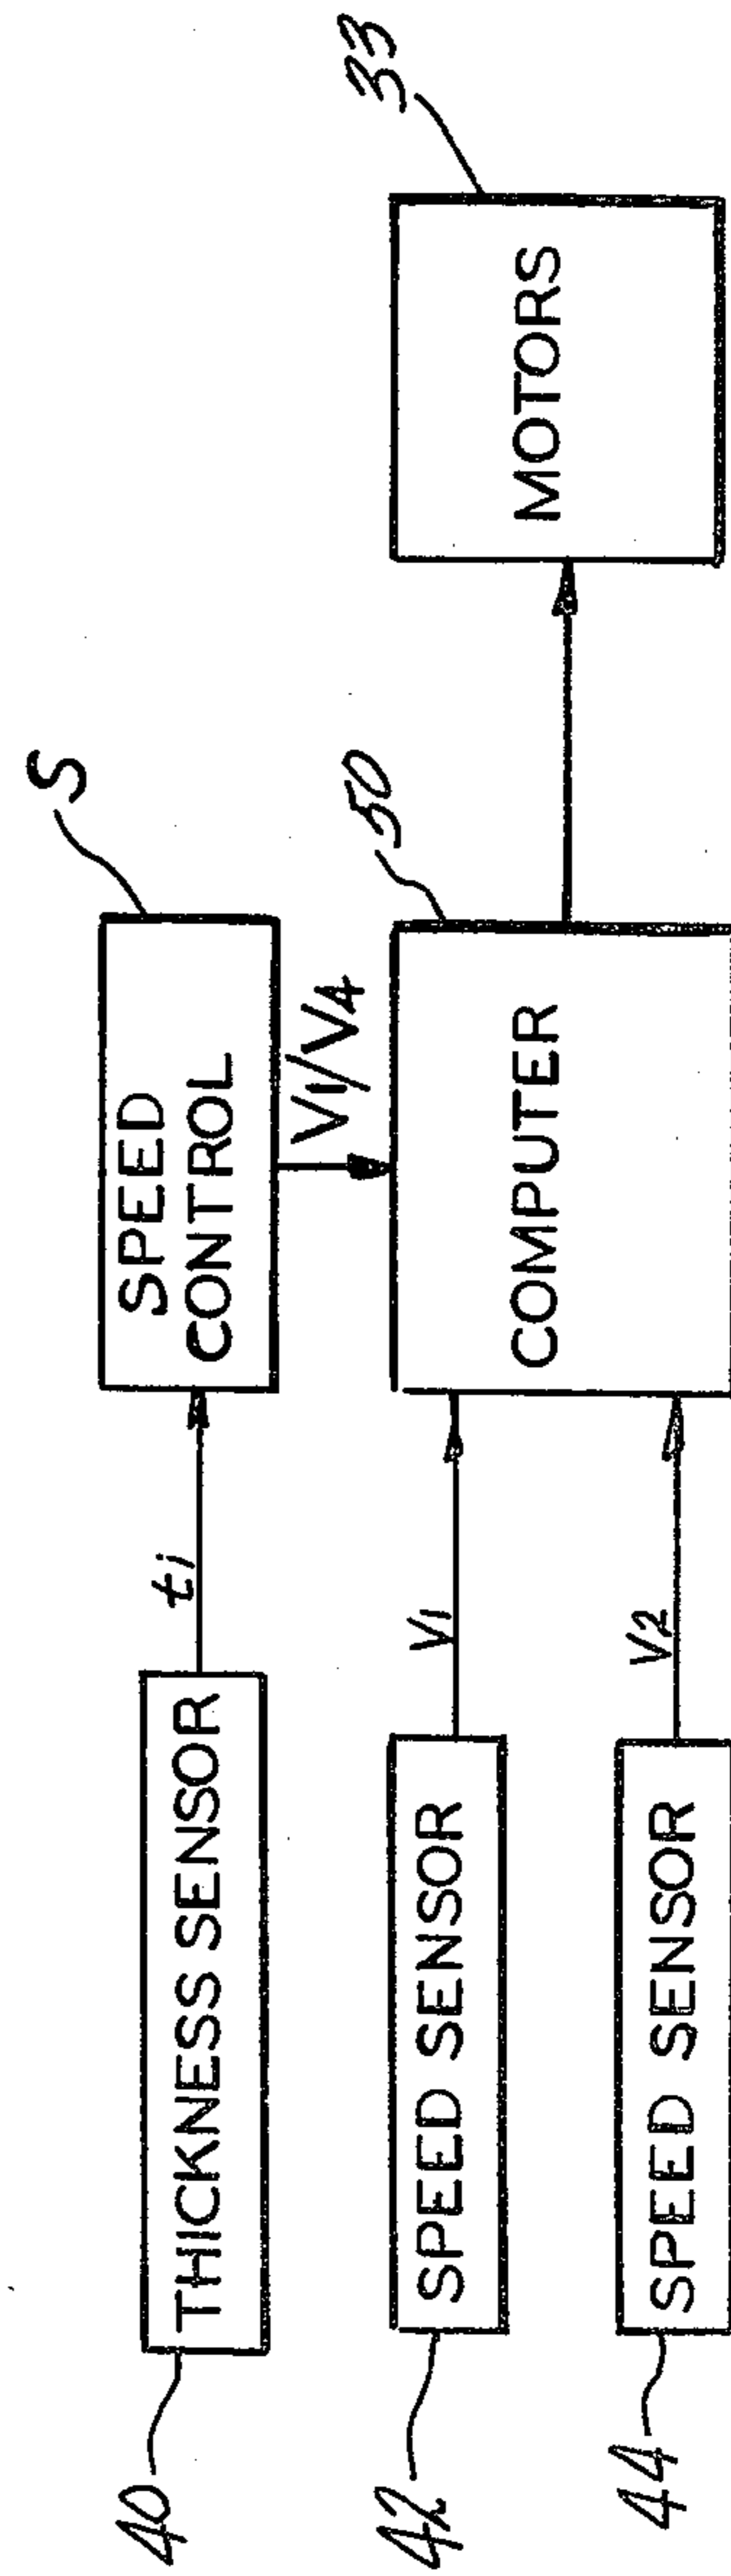 40
THICKNESS SENSOR
ti
SPEED
CONTROL
S
V1/V4
42
SPEED SENSOR
V1
44
SPEED SENSOR
V2
COMPUTER
50
MOTORS
33